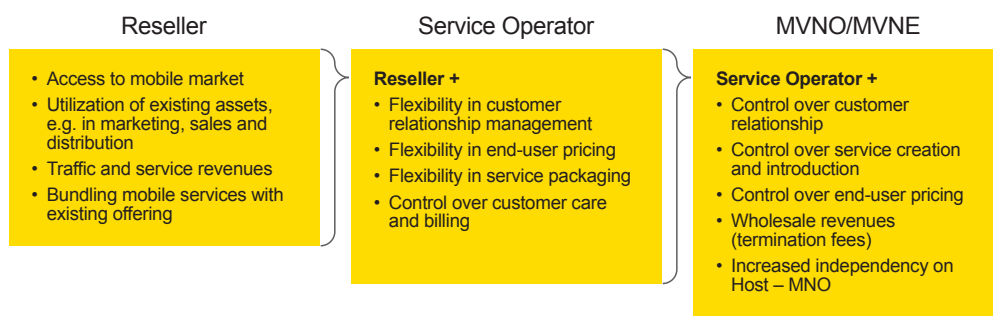 Reseller
• Access to mobile market
• Utilization of existing assets,
e.g. in marketing, sales and
distribution
• Traffic and service revenues
• Bundling mobile services with
existing offering
Service Operator
Reseller +
• Flexibility in customer
relationship management
• Flexibility in end-user pricing
• Flexibility in service packaging
• Control over customer care
and billing
MVNO/MVNE
Service Operator +
• Control over customer
relationship
• Control over service creation
and introduction
• Control over end-user pricing
• Wholesale revenues
(termination fees)
• Increased independency on
Host – MNO